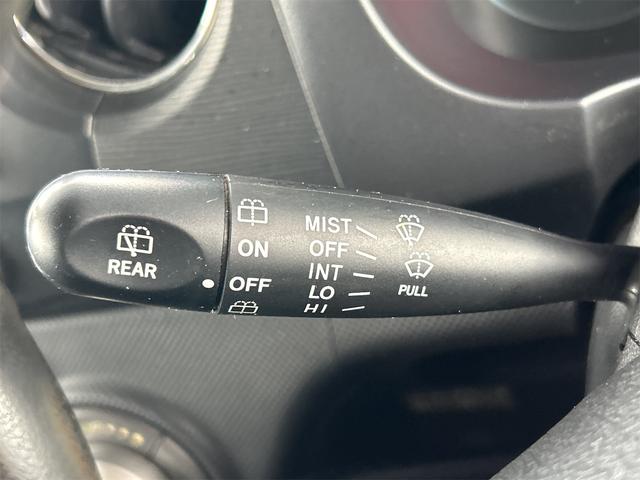 REAR
ON
OFF
MIST
OFF
INT
LO
HI
PULL